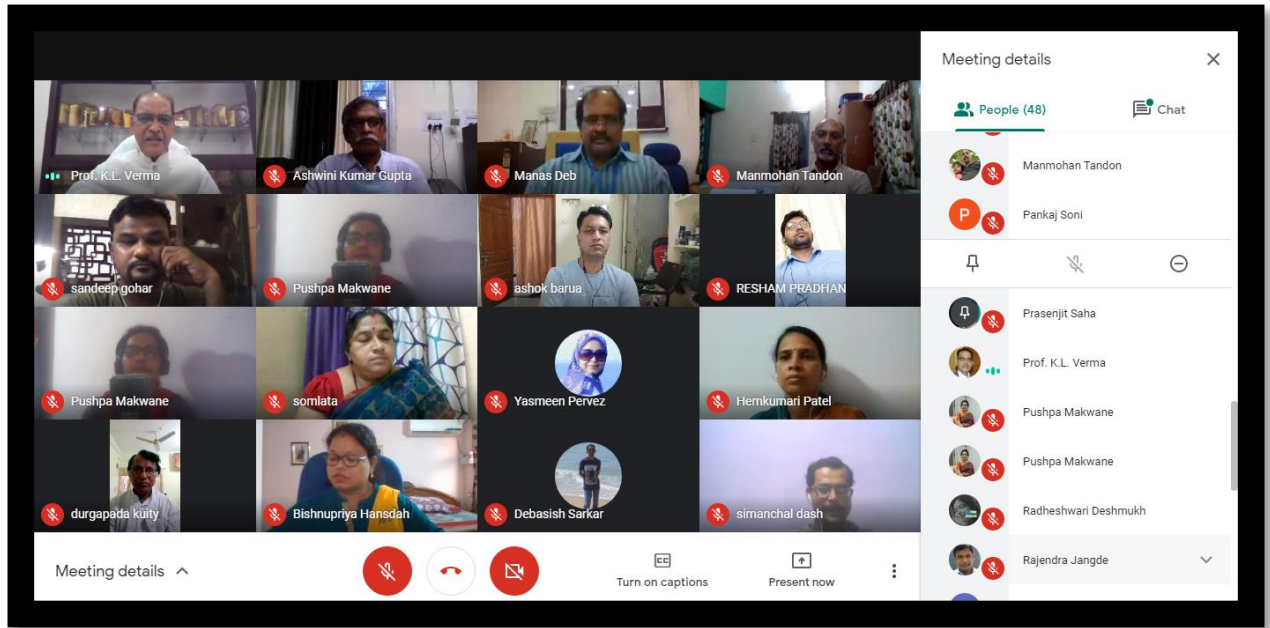 Meeting details
People (48)
Chat
Prof. K.L. Verma
Ashwini Kumar Gupta
Manas Deb
Manmohan Tandon
sandeep gohar
Pushpa Makwane
ashok barua
RESHAM PRADHAN
Pushpa Makwane
somlata
Yasmeen Pervez
Hemkumari Patel
durgapada kuity
Bishnupriya Hansdah
Debasish Sarkar
simanchal dash
Manmohan Tandon
P Pankaj Soni
Prasenjit Saha
Prof. K.L. Verma
Pushpa Makwane
Pushpa Makwane
Radheshwari Deshmukh
Rajendra Jangde
Meeting details
CC
Turn on captions
Present now